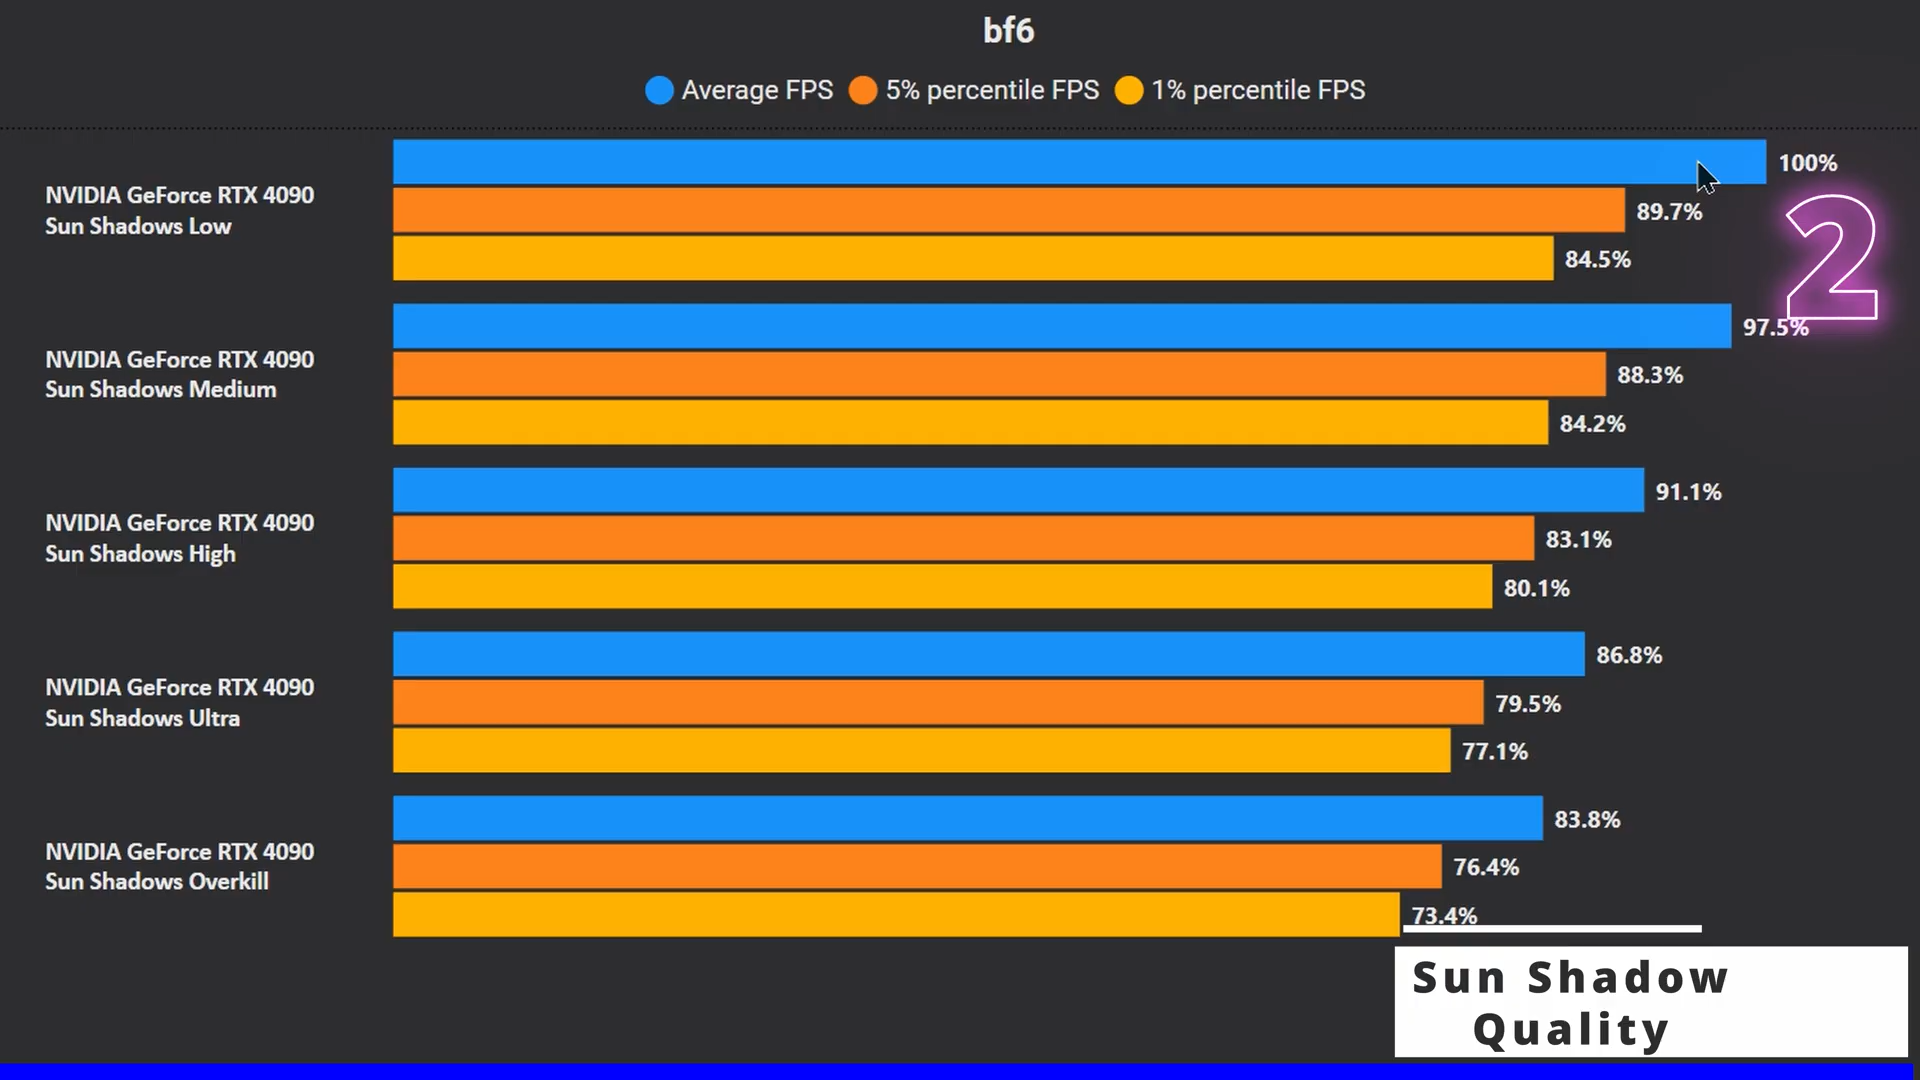 bf6
Average FPS 5% percentile FPS 1% percentile FPS
NVIDIA GeForce RTX 4090
Sun Shadows Low
100%
89.7%
84.5%
2
NVIDIA GeForce RTX 4090
Sun Shadows Medium
97.5%
88.3%
84.2%
NVIDIA GeForce RTX 4090
Sun Shadows High
91.1%
83.1%
80.1%
NVIDIA GeForce RTX 4090
Sun Shadows Ultra
86.8%
79.5%
77.1%
NVIDIA GeForce RTX 4090
Sun Shadows Overkill
83.8%
76.4%
73.4%
Sun Shadow
Quality